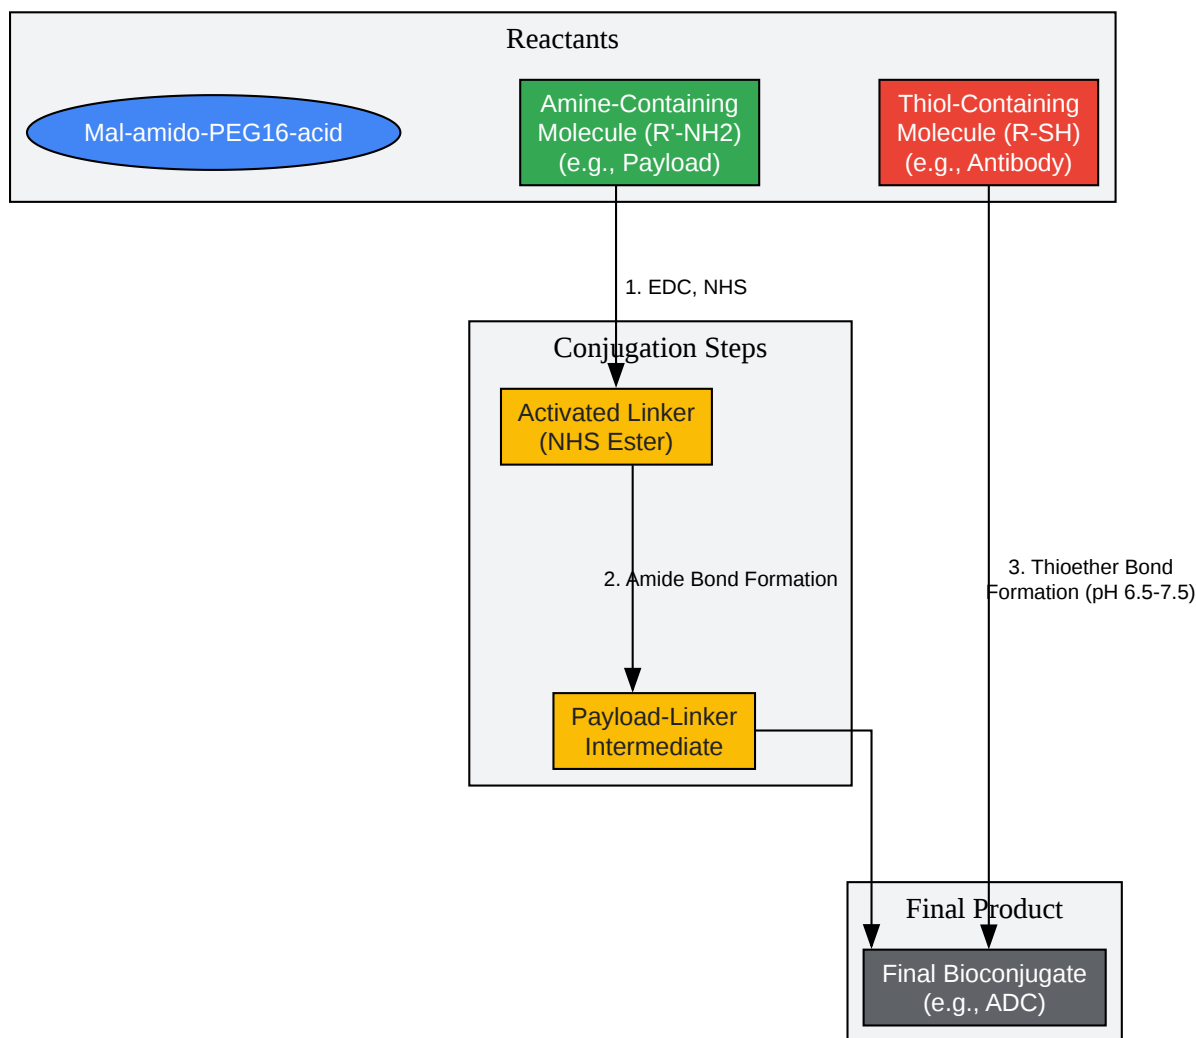 Reactants
Mal-amido-PEG16-acid
Amine-Containing
Molecule (R'-NH2)
(e.g., Payload)
Thiol-Containing
Molecule (R-SH)
(e.g., Antibody)
1. EDC, NHS
Conjugation Steps
Activated Linker
(NHS Ester)
2. Amide Bond Formation
3. Thioether Bond
Formation (pH 6.5-7.5)
Payload-Linker
Intermediate
Final Product
Final Bioconjugate
(e.g., ADC)